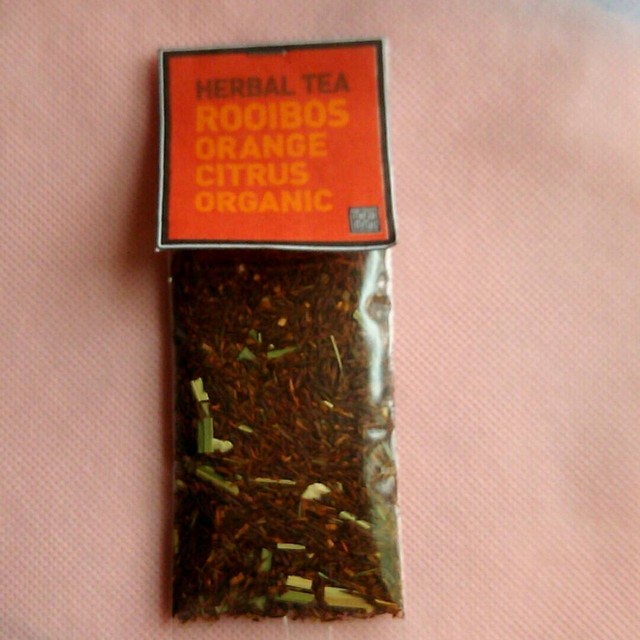 HERBAL TEA
ROOIBOS
ORANGE
CITRUS
ORGANIC